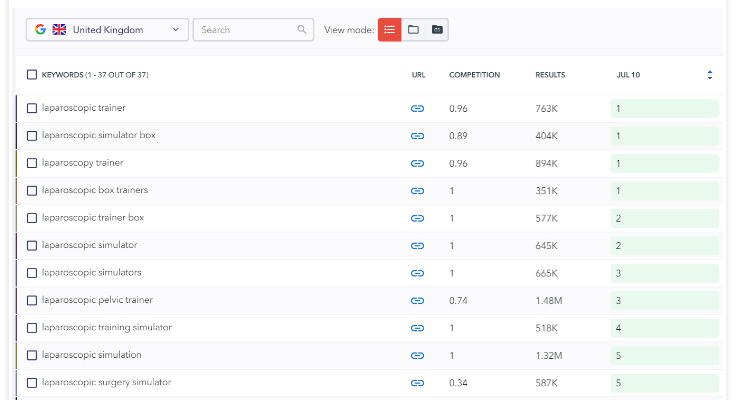 United Kingdom Search View mode:
KEYWORDS (1 - 37 OUT OF 37) URL COMPETITION RESULTS JUL 10
laparoscopic trainer 0.96 763K 1
laparoscopic simulator box 0.89 404K 1
laparoscopy trainer 0.96 894K 1
laparoscopic box trainers 1 351K 1
laparoscopic trainer box 1 577K 2
laparoscopic simulator 1 645K 2
laparoscopic simulators 1 665K 3
laparoscopic pelvic trainer 0.74 1.48M 3
laparoscopic training simulator 1 518K 4
laparoscopic simulation 1 1.32M 5
laparoscopic surgery simulator 0.34 587K 5